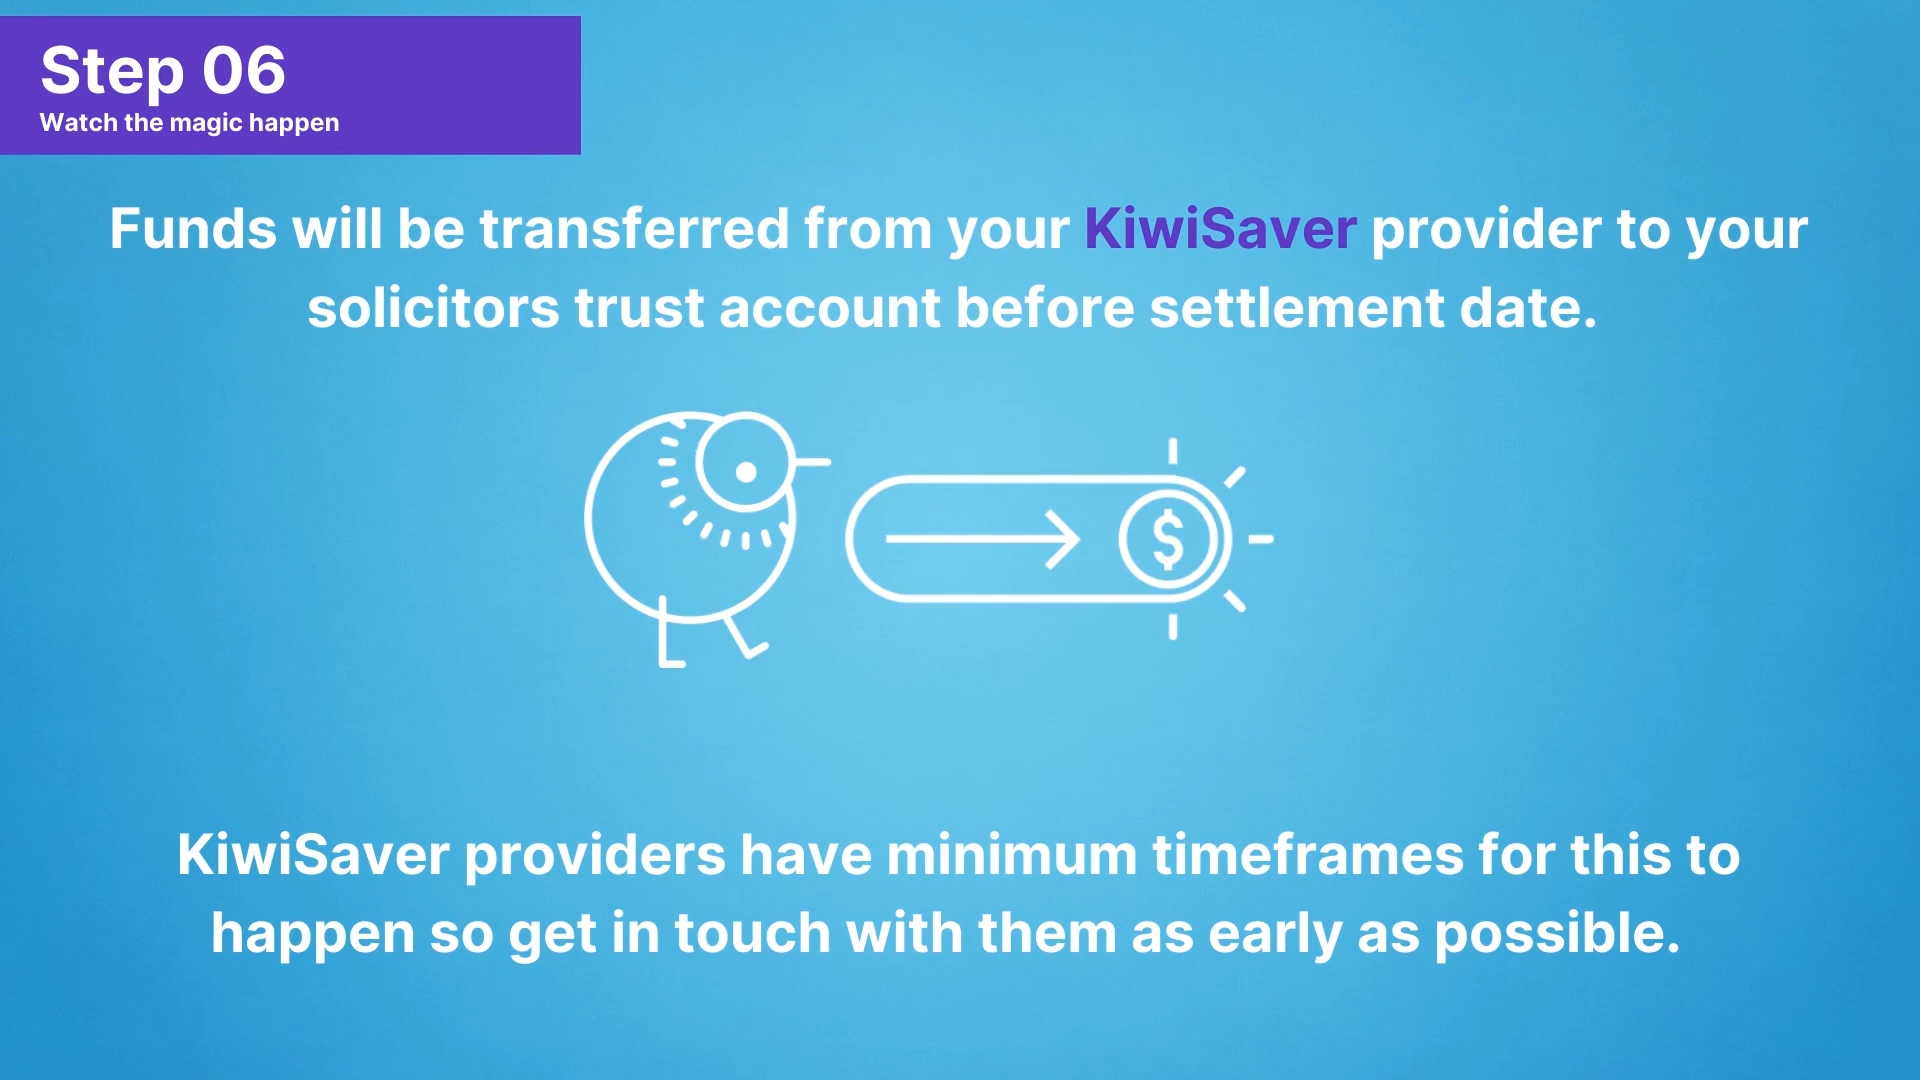 Step 06
Watch the magic happen
Funds will be transferred from your KiwiSaver provider to your
solicitors trust account before settlement date.
$
KiwiSaver providers have minimum timeframes for this to
happen so get in touch with them as early as possible.